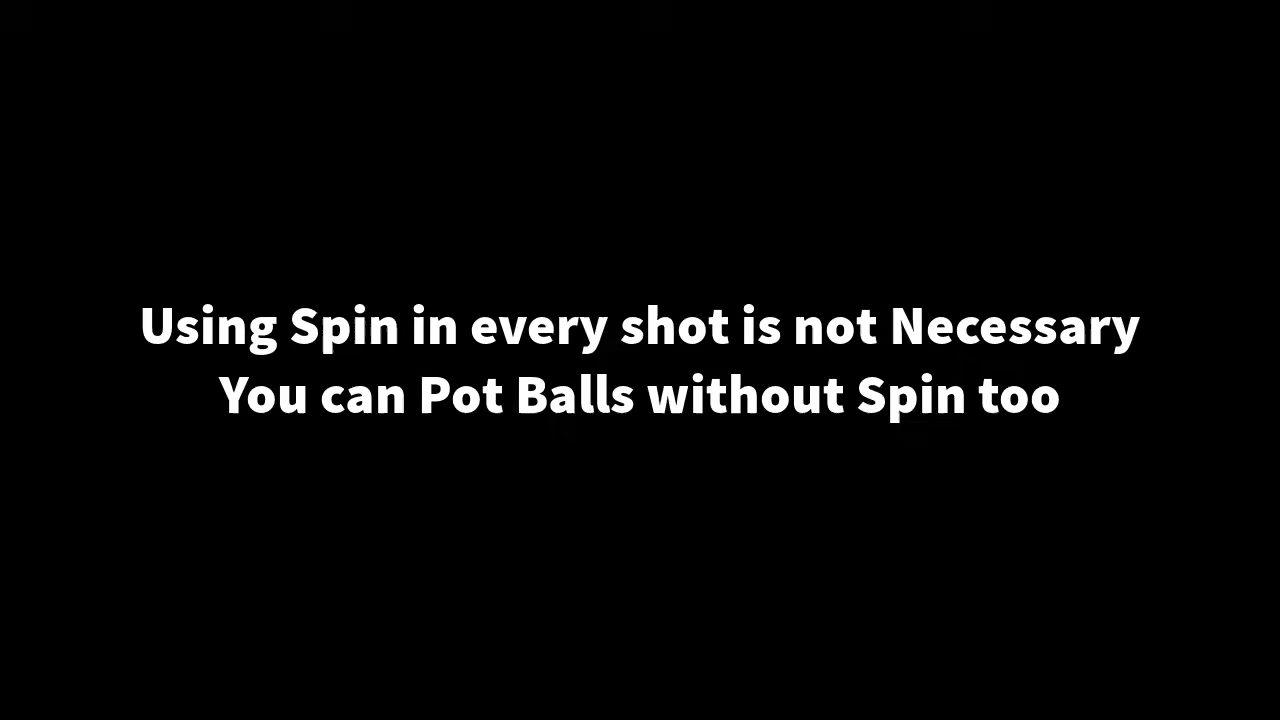 Using Spin in every shot is not Necessary
You can Pot Balls without Spin too